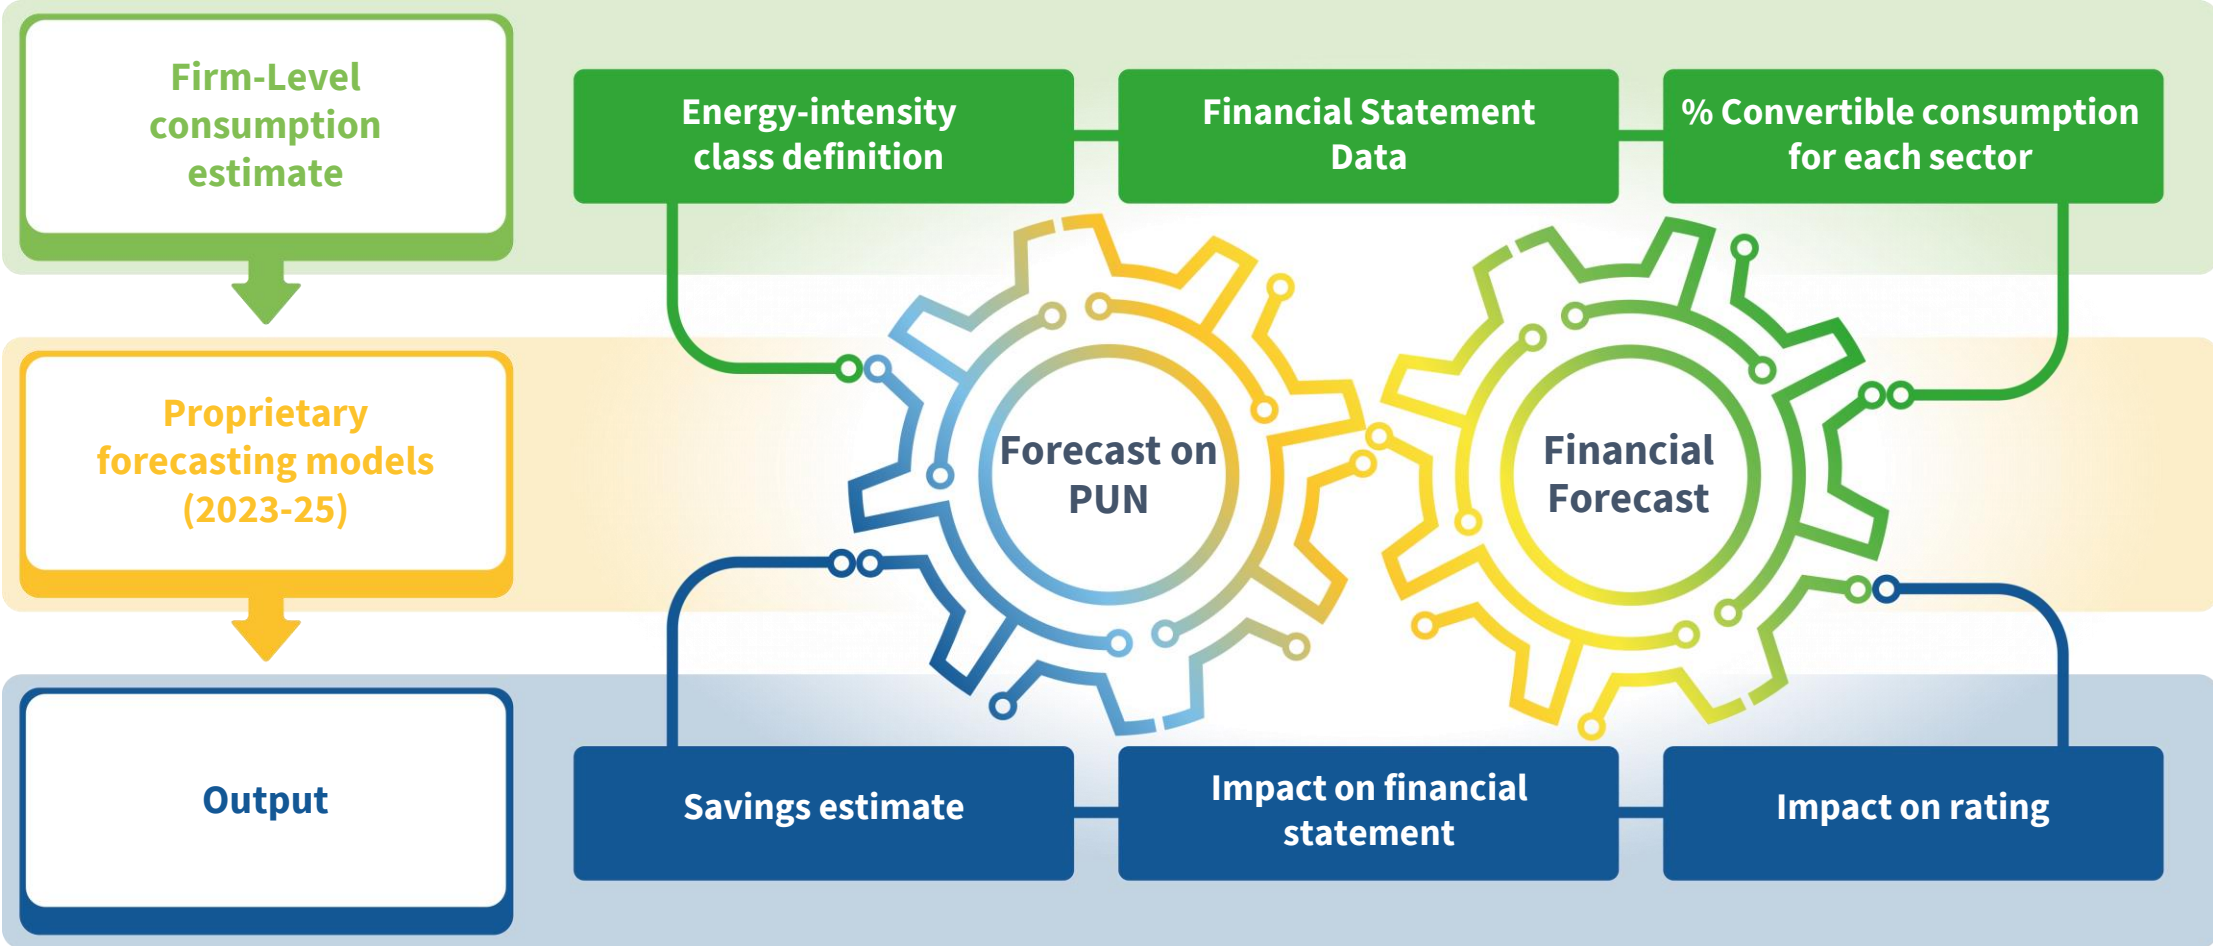 Firm-Level
consumption
estimate
Energy-intensity
class definition
Financial Statement
Data
% Convertible consumption
for each sector
Proprietary
forecasting models
(2023-25)
Forecast on
PUN
Financial
Forecast
Output
Savings estimate
Impact on financial
statement
Impact on rating